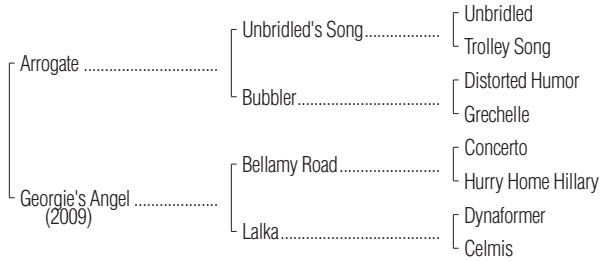 Unbridled
Unbridled's Song
Trolley Song
Arrogate
Distorted Humor
Bubbler
Grechelle
Concerto
Bellamy Road
Hurry Home Hillary
Georgie's Angel
(2009)
Dynaformer
Lalka
Celmis